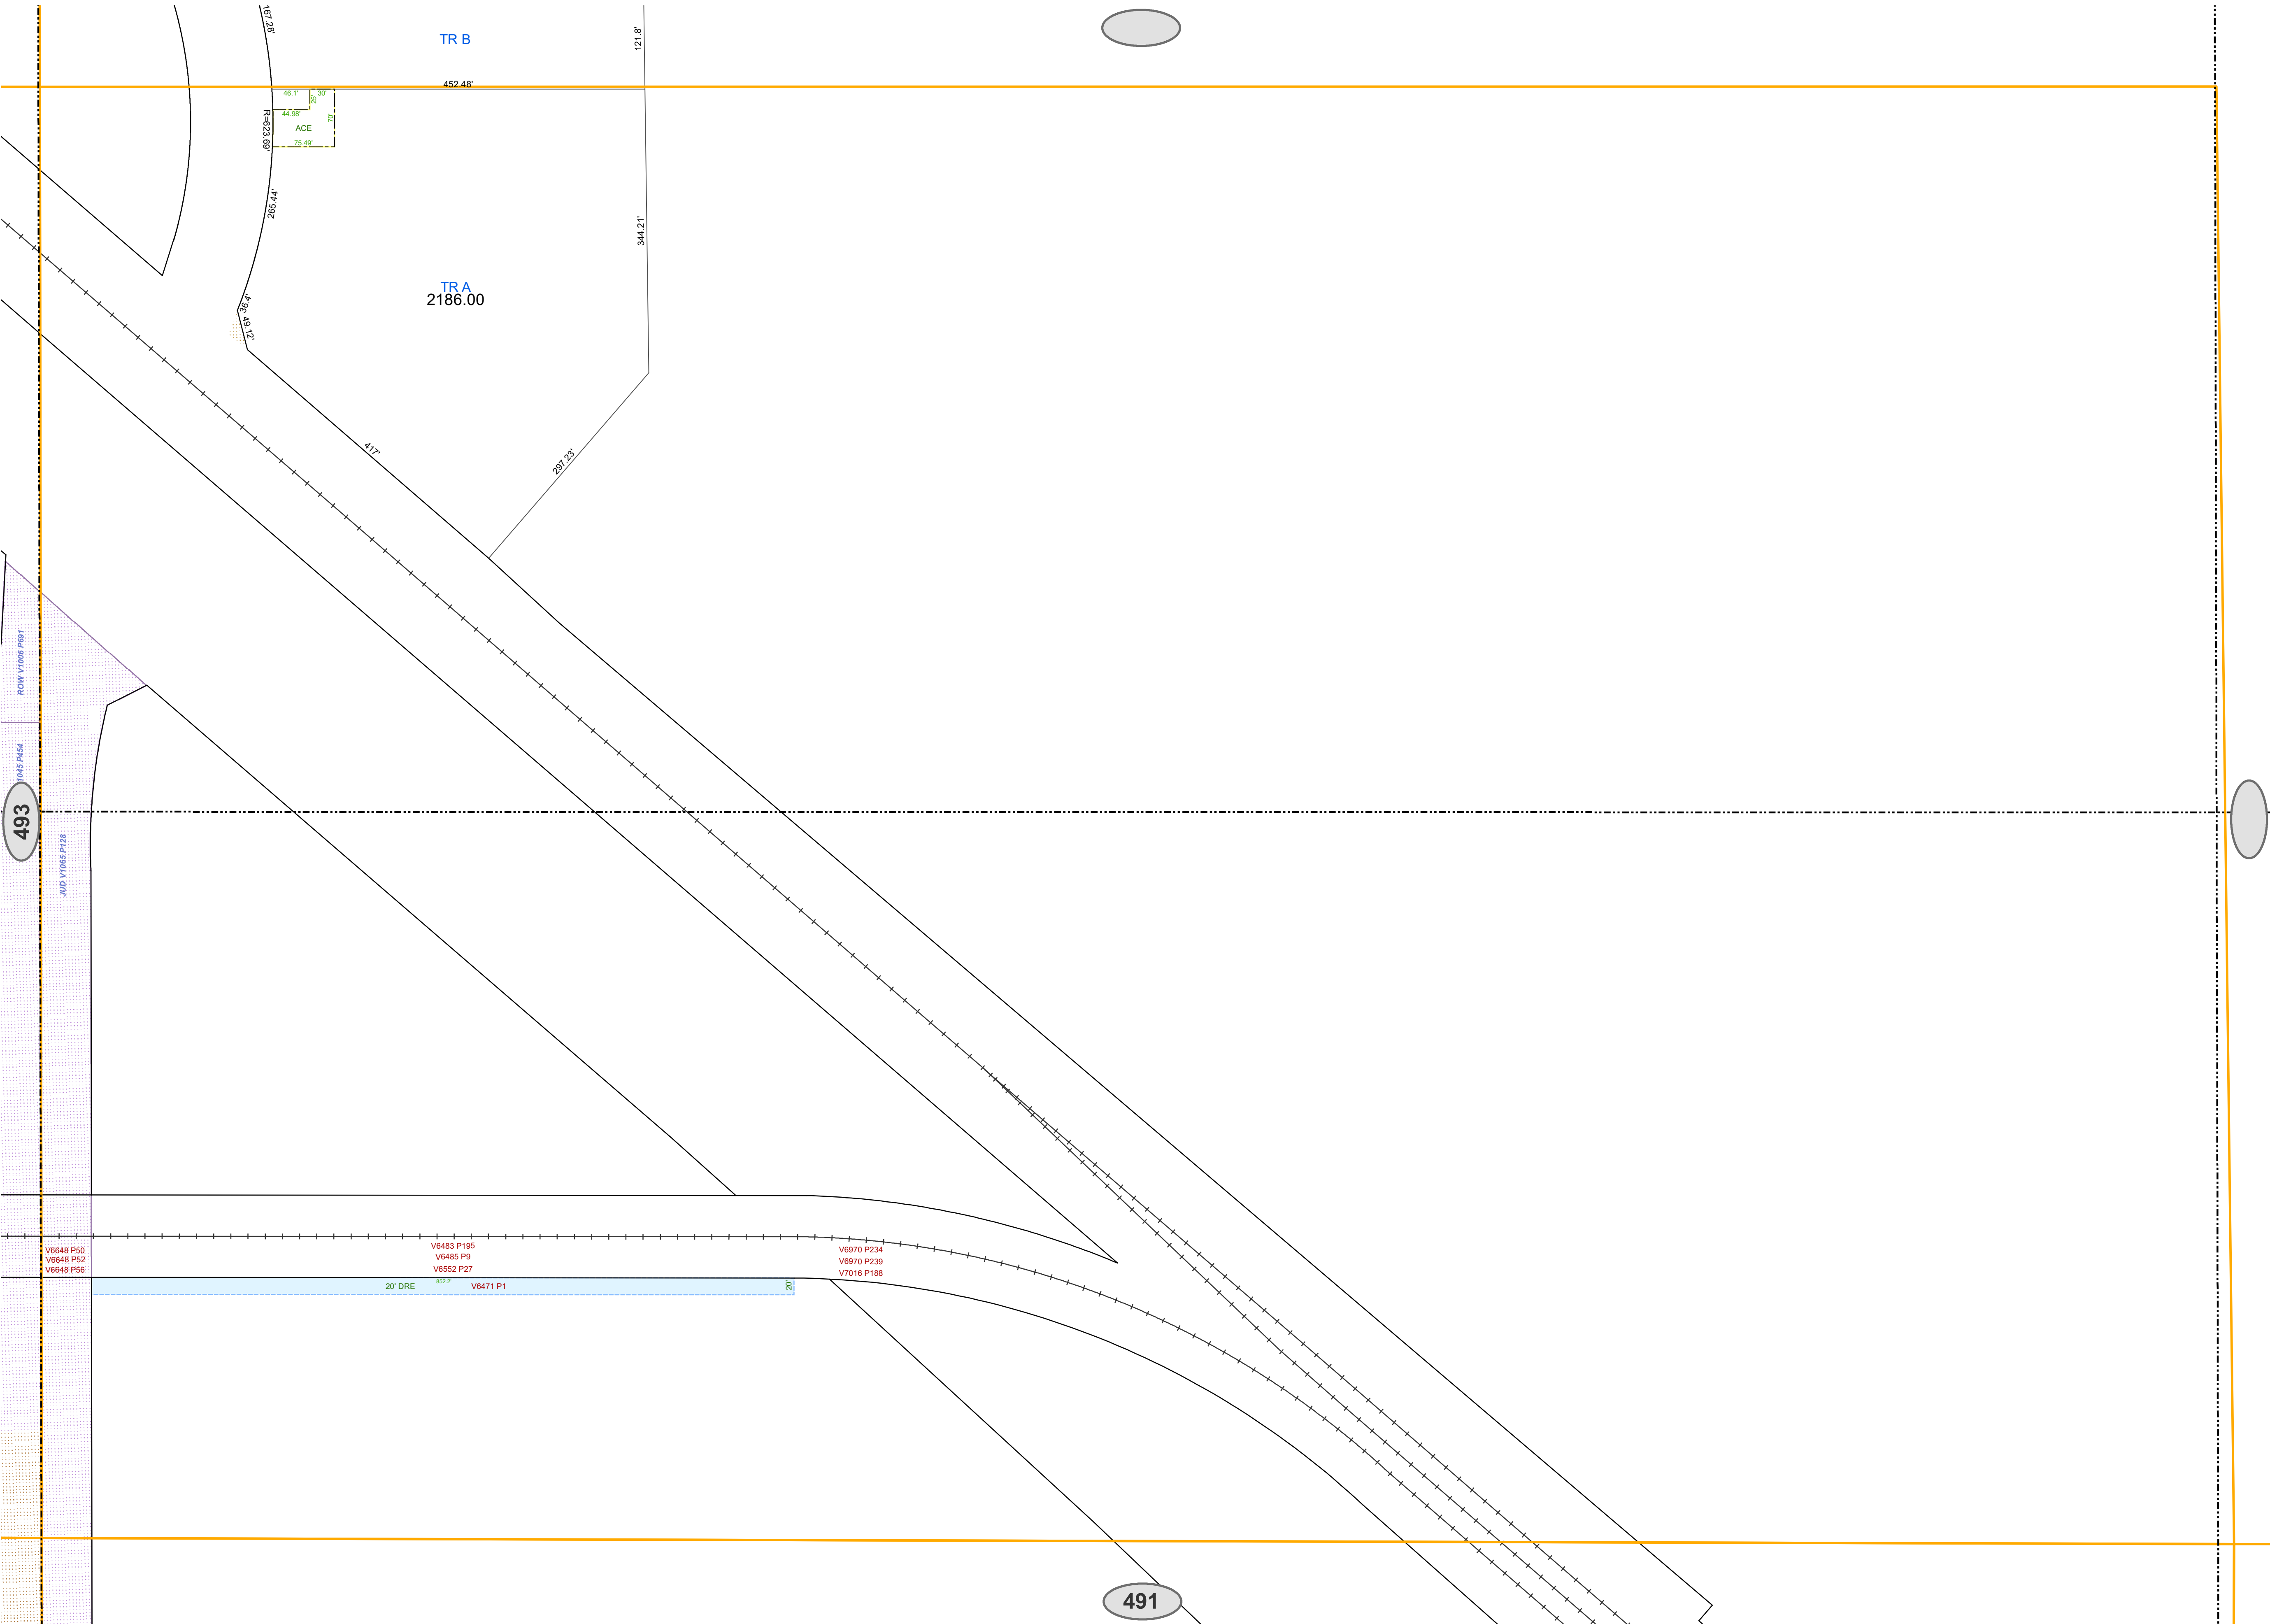 167.28'
TR B
121.8'
452.48'
46.1'
30'
25'
44.98'
70'
ACE
75.49'
R=623.69'
265.44'
344.21'
TR A
2186.00
36.4'
49.12'
417'
297.23'
ROW V1006 P691
1045 P454
493
JUD V1065 P128
V6648 P50
V6648 P52
V6648 P56
V6483 P195
V6485 P9
V6552 P27
V6970 P234
V6970 P239
V7016 P188
20' DRE
852.2'
V6471 P1
20'
491